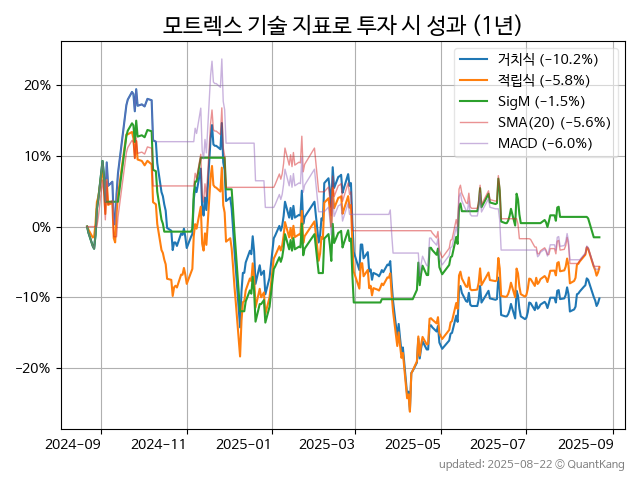 모트렉스 기술 지표로 투자 시 성과 (1년)
거치식 (−10.2%)
적립식 (−5.8%)
SigM (−1.5%)
SMA(20) (−5.6%)
MACD (−6.0%)
20%
10%
0%
−10%
−20%
2024-09 2024-11 2025-01 2025-03 2025-05 2025-07 2025-09
updated: 2025-08-22 © QuantKang